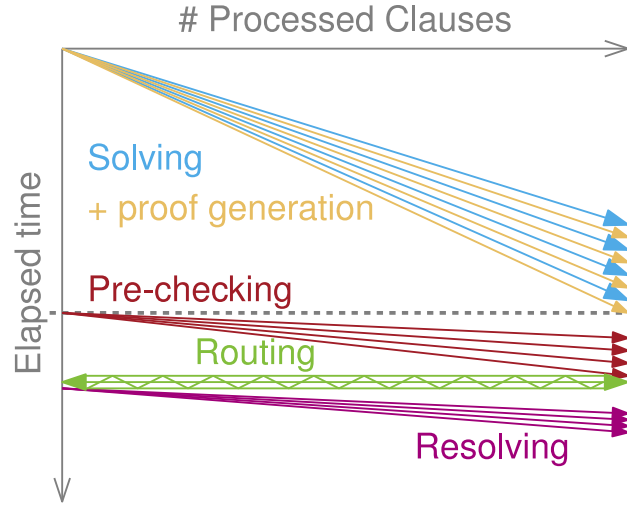 # Processed Clauses
Elapsed time
Solving
+ proof generation
Pre-checking
Routing
Resolving